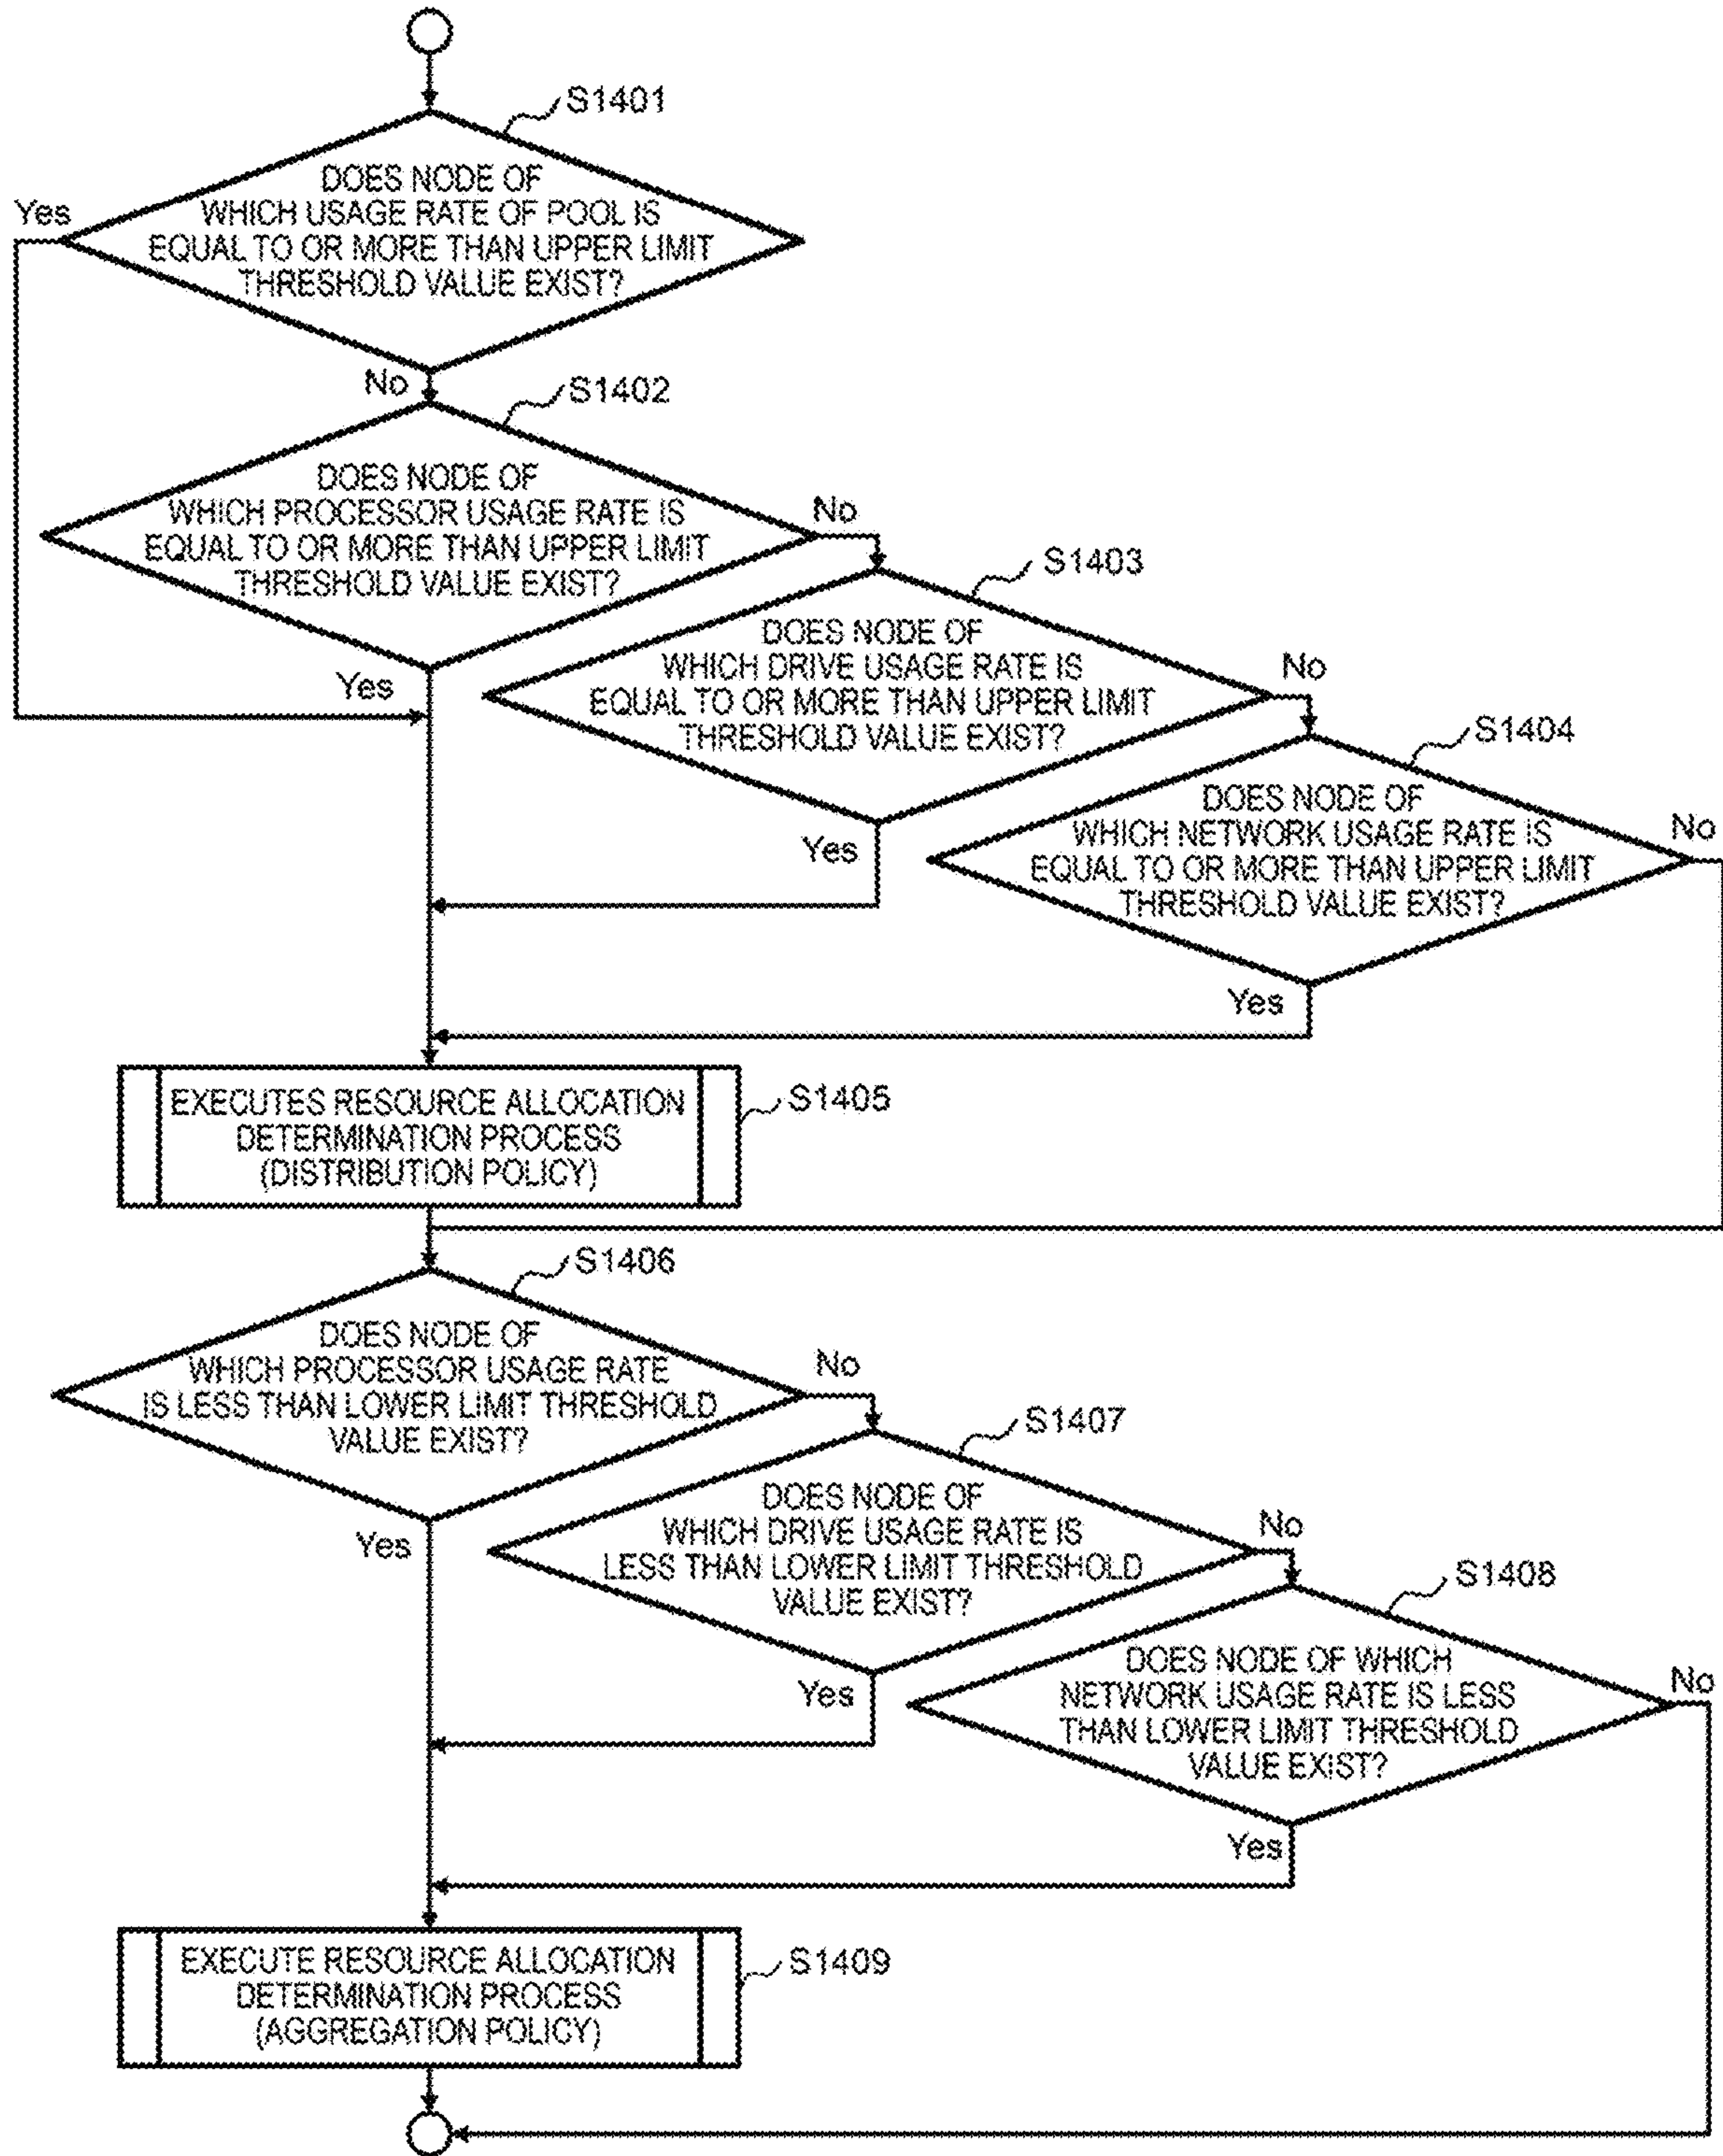 S1401
DOES NODE OF
WHICH USAGE RATE OF POOL IS
EQUAL TO OR MORE THAN UPPER LIMIT
THRESHOLD VALUE EXIST?
Yes
No
S1402
DOES NODE OF
WHICH PROCESSOR USAGE RATE IS
EQUAL TO OR MORE THAN UPPER LIMIT
THRESHOLD VALUE EXIST?
No
Yes
S1403
DOES NODE OF
WHICH DRIVE USAGE RATE IS
EQUAL TO OR MORE THAN UPPER LIMIT
THRESHOLD VALUE EXIST?
No
Yes
S1404
DOES NODE OF
WHICH NETWORK USAGE RATE IS
EQUAL TO OR MORE THAN UPPER LIMIT
THRESHOLD VALUE EXIST?
No
Yes
EXECUTES RESOURCE ALLOCATION
DETERMINATION PROCESS
(DISTRIBUTION POLICY)
S1405
S1406
DOES NODE OF
WHICH PROCESSOR USAGE RATE
IS LESS THAN LOWER LIMIT THRESHOLD
VALUE EXIST?
No
Yes
S1407
DOES NODE OF
WHICH DRIVE USAGE RATE IS
LESS THAN LOWER LIMIT THRESHOLD
VALUE EXIST?
No
Yes
S1408
DOES NODE OF WHICH
NETWORK USAGE RATE IS LESS
THAN LOWER LIMIT THRESHOLD
VALUE EXIST?
No
Yes
EXECUTE RESOURCE ALLOCATION
DETERMINATION PROCESS
(AGGREGATION POLICY)
S1409